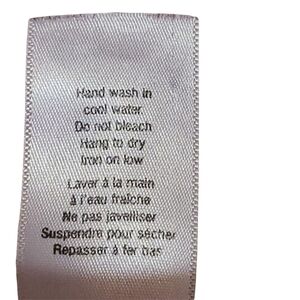 Hand wash in
cool water
Do not bleach
Hang to dry
Iron on low
Laver à la main
à l'eau fraîche
Ne pas javelliser
Suspendre pour sécher
Repasser à fer bas